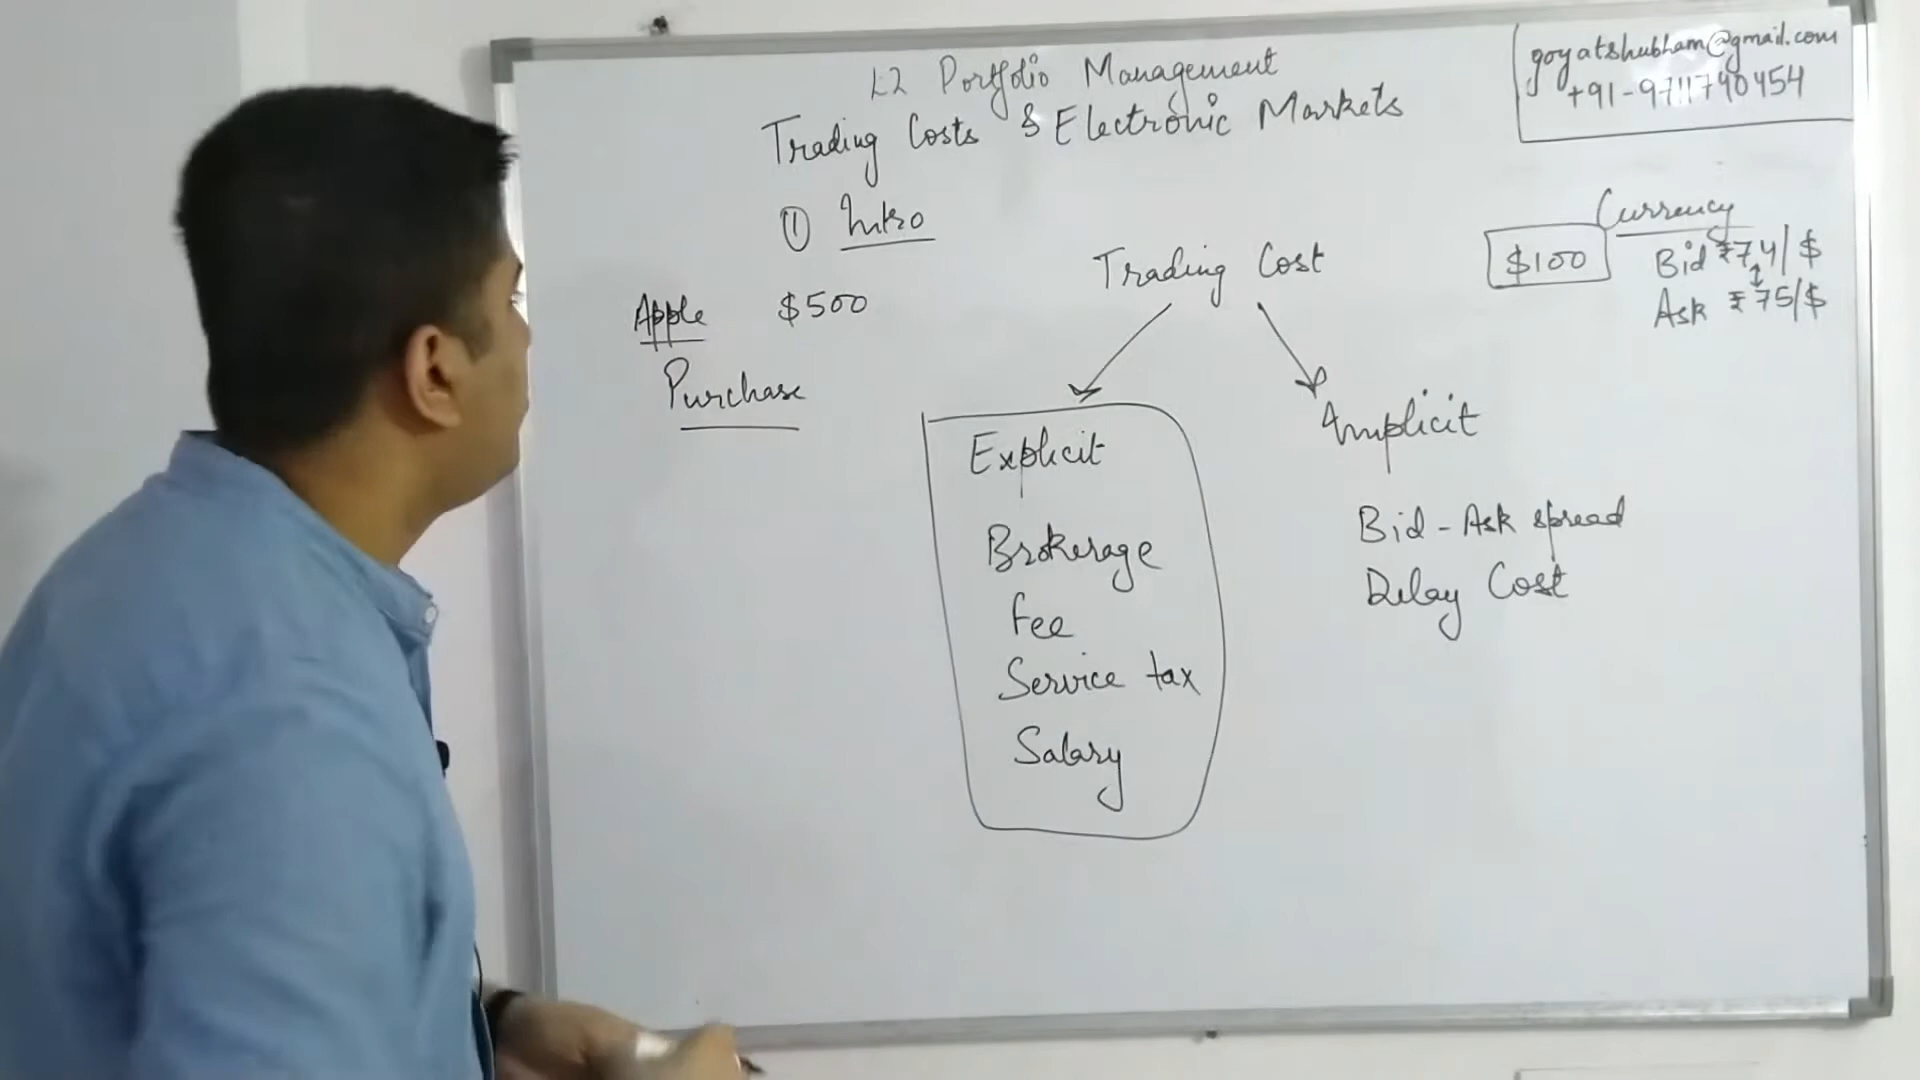 L2 Portfolio Management
Trading Costs & Electronic Markets
goyatshubham@gmail.com
+91-9711740454
① Intro
Currency
$100
Bid ₹74/$
Ask ₹75/$
Trading Cost
Apple $500
Purchase
Explicit
Brokerage
Fee
Service tax
Salary
Implicit
Bid-Ask spread
Delay Cost